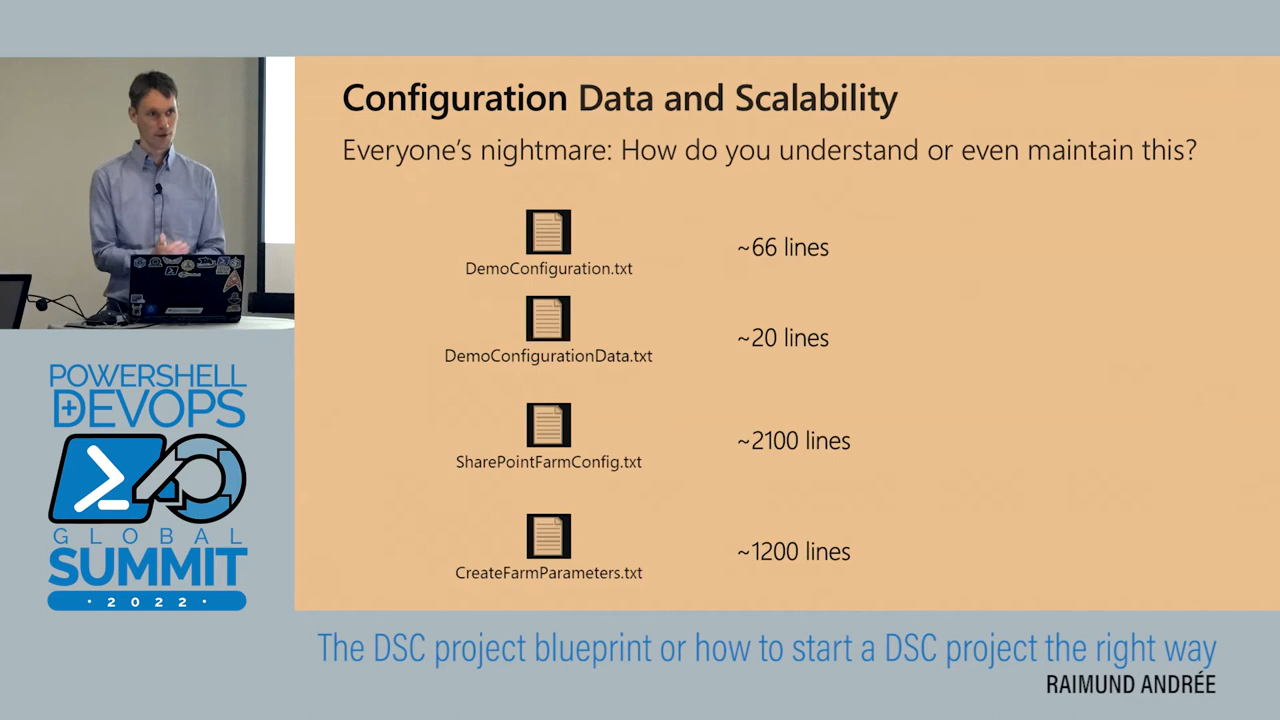 Configuration Data and Scalability
Everyone's nightmare: How do you understand or even maintain this?
DemoConfiguration.txt
~66 lines
DemoConfigurationData.txt
~20 lines
SharePointFarmConfig.txt
~2100 lines
CreateFarmParameters.txt
~1200 lines
POWERSHELL
+DEVOPS
GLOBAL
SUMMIT
· 2022 ·
The DSC project blueprint or how to start a DSC project the right way
RAIMUND ANDRÉE